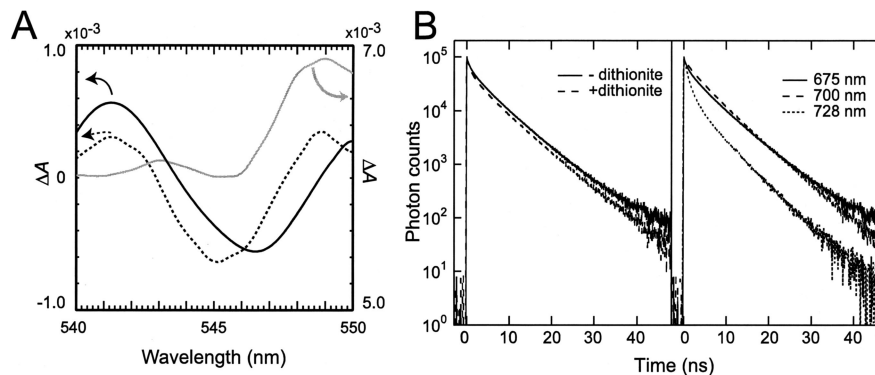 A
B
x10⁻³
x10⁻³
1.0
0
-1.0
ΔA
7.0
5.0
ΔA
540
545
550
Wavelength (nm)
10⁵
10⁴
10³
10²
10¹
10⁰
Photon counts
- dithionite
+dithionite
675 nm
700 nm
728 nm
0 10 20 30 40
0 10 20 30 40
Time (ns)